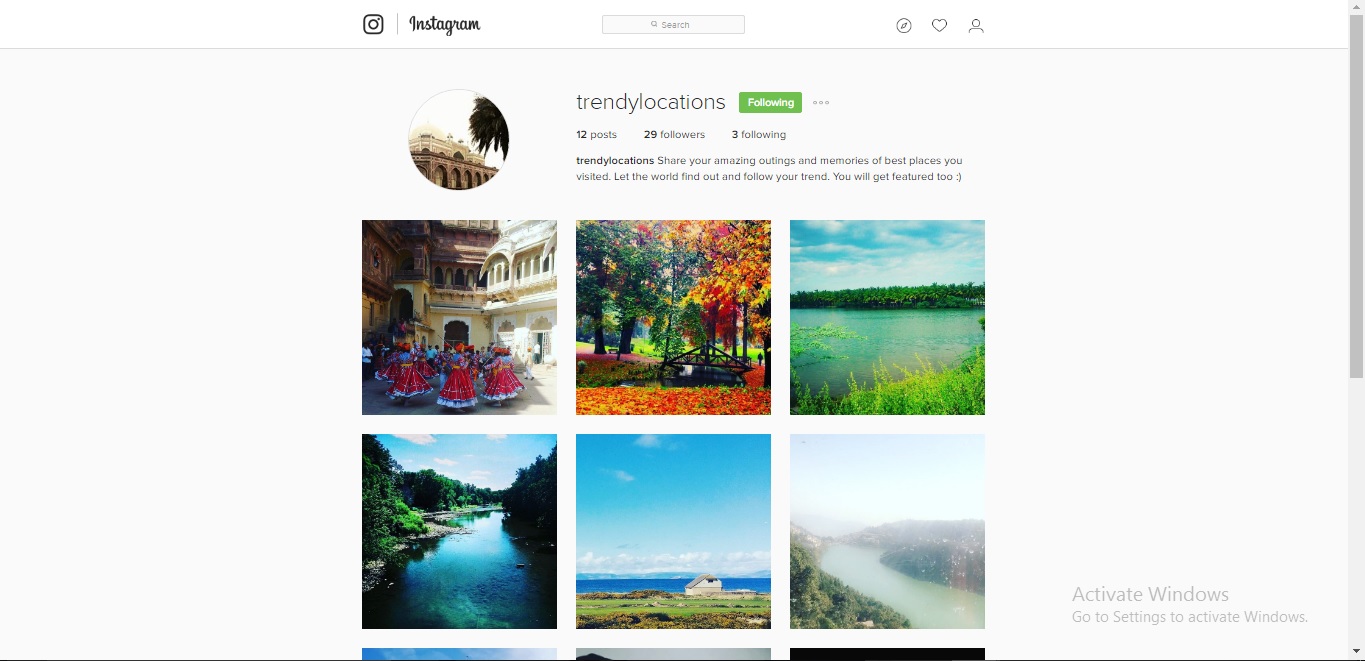 Instagram
Search
trendylocations Following
12 posts 29 followers 3 following
trendylocations Share your amazing outings and memories of best places you
visited. Let the world find out and follow your trend. You will get featured too :)
Activate Windows
Go to Settings to activate Windows.